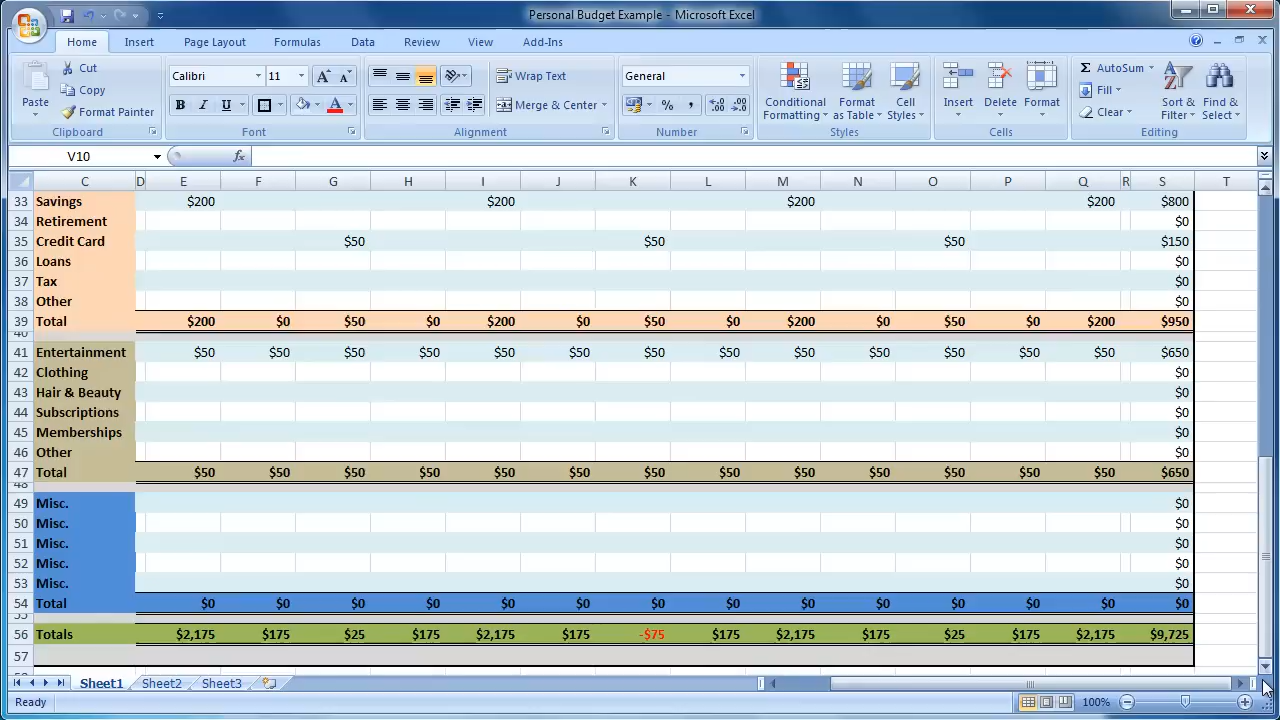 Personal Budget Example - Microsoft Excel
Home Insert Page Layout Formulas Data Review View Add-Ins
Paste Cut Copy Format Painter Clipboard
Calibri 11 B I U A Font
Wrap Text Merge & Center Alignment
General % , Number
Conditional Formatting Format as Table Cell Styles Styles
Insert Delete Format Cells
Σ AutoSum Fill Clear Sort & Filter Find & Select Editing
V10 fx
C D E F G H I J K L M N O P Q R S T
33 Savings $200 $200 $200 $200 $800
34 Retirement $0
35 Credit Card $50 $50 $50 $150
36 Loans $0
37 Tax $0
38 Other $0
39 Total $200 $0 $50 $0 $200 $0 $50 $0 $200 $0 $50 $0 $200 $950
40
41 Entertainment $50 $50 $50 $50 $50 $50 $50 $50 $50 $50 $50 $50 $50 $650
42 Clothing $0
43 Hair & Beauty $0
44 Subscriptions $0
45 Memberships $0
46 Other $0
47 Total $50 $50 $50 $50 $50 $50 $50 $50 $50 $50 $50 $50 $50 $650
48
49 Misc. $0
50 Misc. $0
51 Misc. $0
52 Misc. $0
53 Misc. $0
54 Total $0 $0 $0 $0 $0 $0 $0 $0 $0 $0 $0 $0 $0 $0
55
56 Totals $2,175 $175 $25 $175 $2,175 $175 -$75 $175 $2,175 $175 $25 $175 $2,175 $9,725
57
Sheet1 Sheet2 Sheet3
Ready 100%